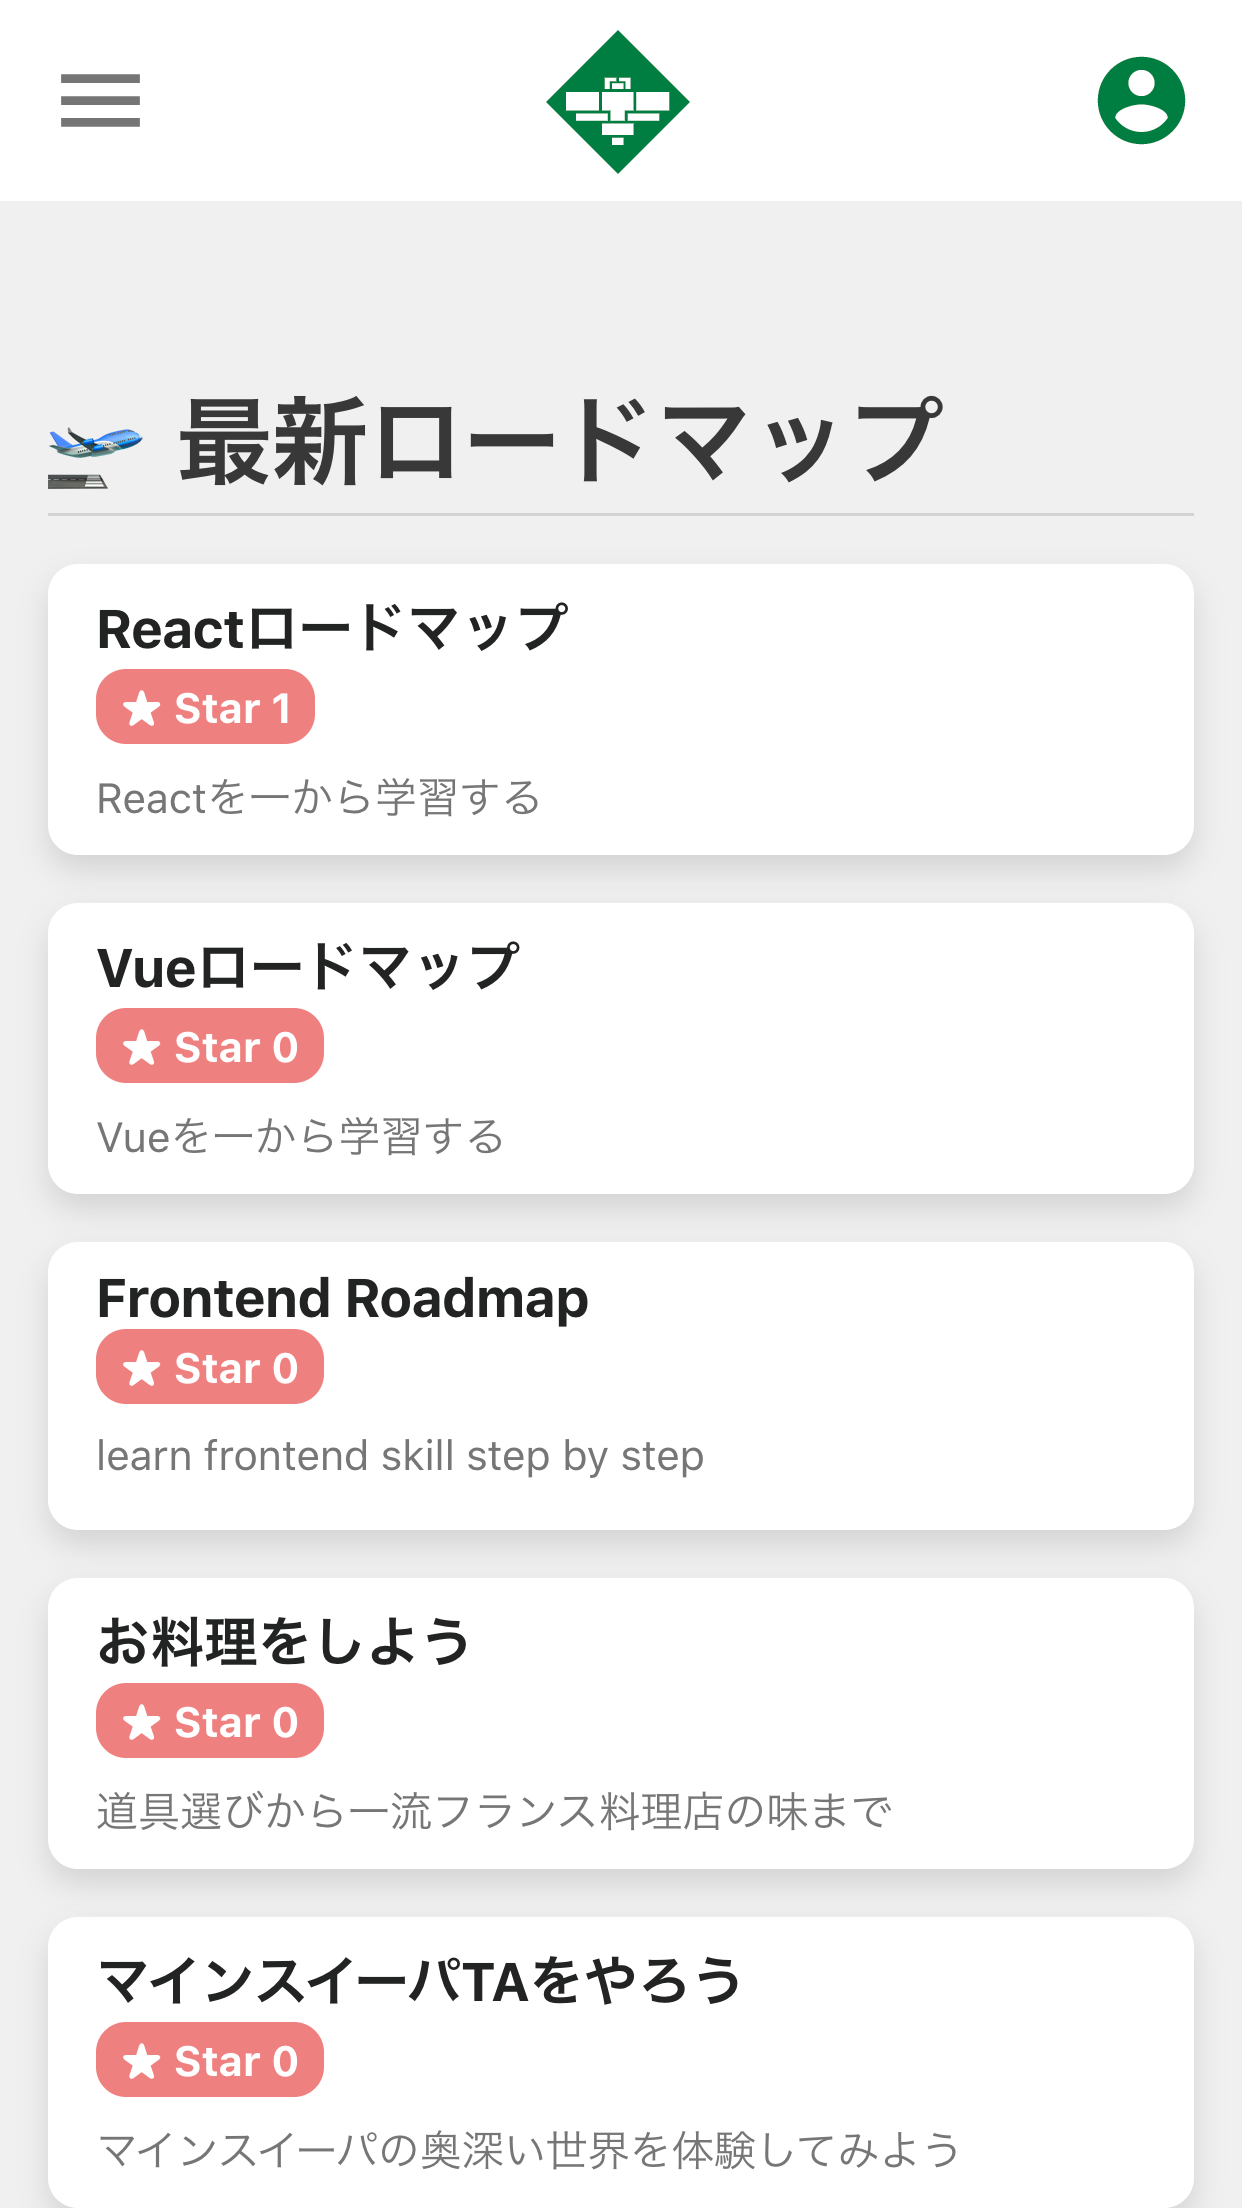 🛫 最新ロードマップ
Reactロードマップ
★ Star 1
Reactを一から学習する
Vueロードマップ
★ Star 0
Vueを一から学習する
Frontend Roadmap
★ Star 0
learn frontend skill step by step
お料理をしよう
★ Star 0
道具選びから一流フランス料理店の味まで
マインスイーパTAをやろう
★ Star 0
マインスイーパの奥深い世界を体験してみよう